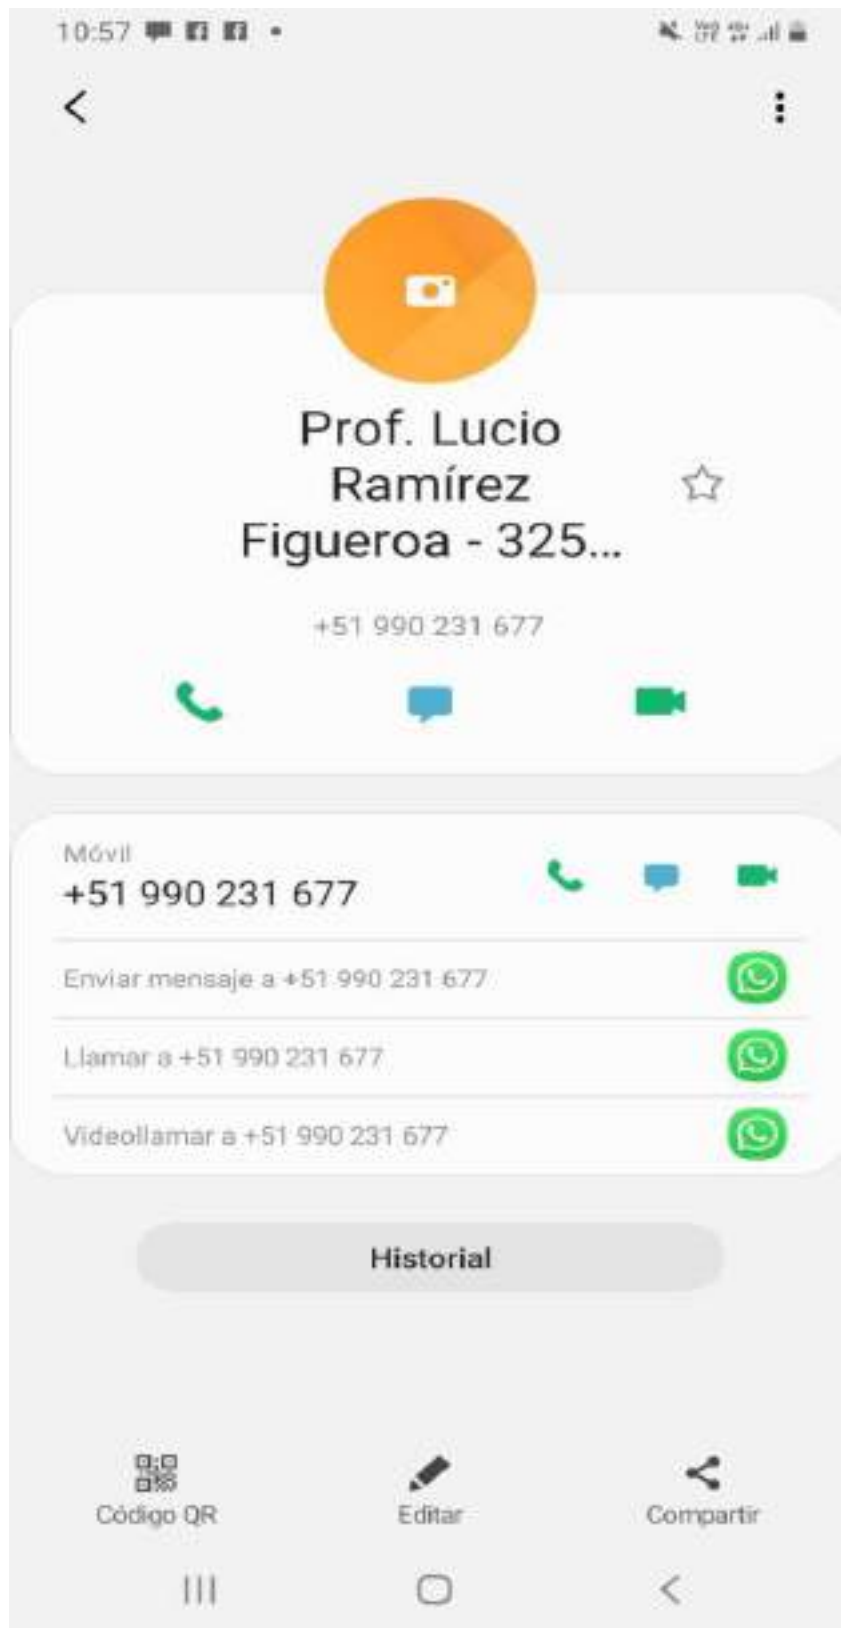 10:57
Prof. Lucio
Ramírez
Figueroa - 325...
+51 990 231 677
Móvil
+51 990 231 677
Enviar mensaje a +51 990 231 677
Llamar a +51 990 231 677
Videollamar a +51 990 231 677
Historial
Código QR Editar Compartir